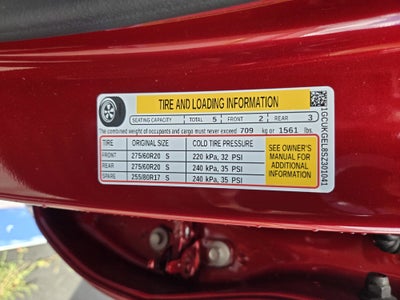 TIRE AND LOADING INFORMATION
SEATING CAPACITY TOTAL 5 FRONT 2 REAR 3
The combined weight of occupants and cargo must never exceed 709 kg or 1561 lbs.
TIRE ORIGINAL SIZE COLD TIRE PRESSURE
FRONT 275/60R20 S 220 kPa, 32 PSI
REAR 275/60R20 S 240 kPa, 35 PSI
SPARE 255/80R17 S 240 kPa, 35 PSI
SEE OWNER'S
MANUAL FOR
ADDITIONAL
INFORMATION
1GCUKGEL8SZ301041